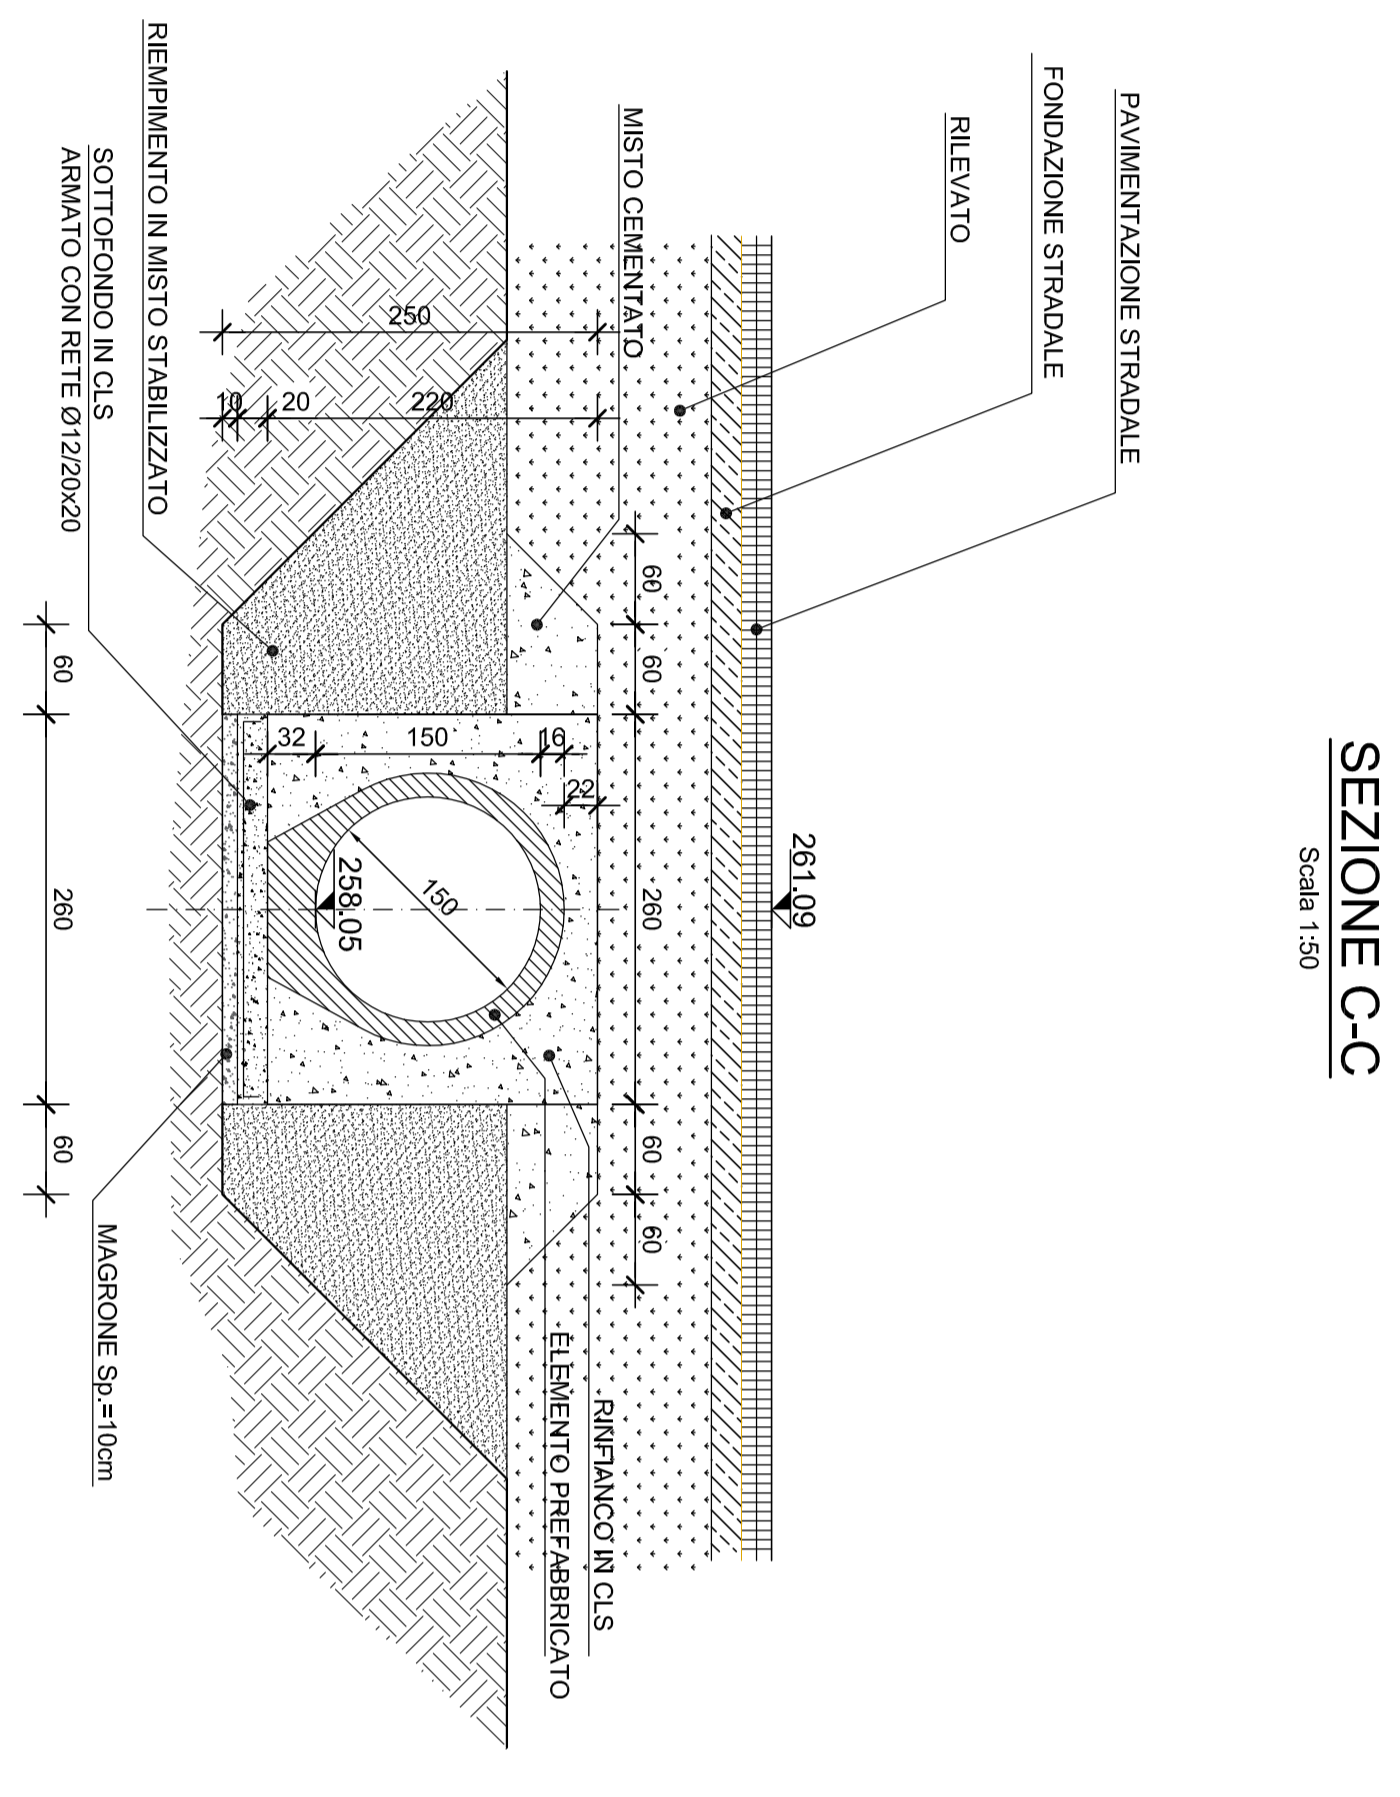 SEZIONE C-C
Scala 1:50
PAVIMENTAZIONE STRADALE
FONDAZIONE STRADALE
RILEVATO
261.09
MISTO CEMENTATO
60
60
260
60
60
RINFIANCO IN CLS
ELEMENTO PREFABBRICATO
250
220
20
10
22
16
150
32
150
258.05
RIEMPIMENTO IN MISTO STABILIZZATO
SOTTOFONDO IN CLS
ARMATO CON RETE Ø12/20x20
MAGRONE Sp.=10cm
60
260
60